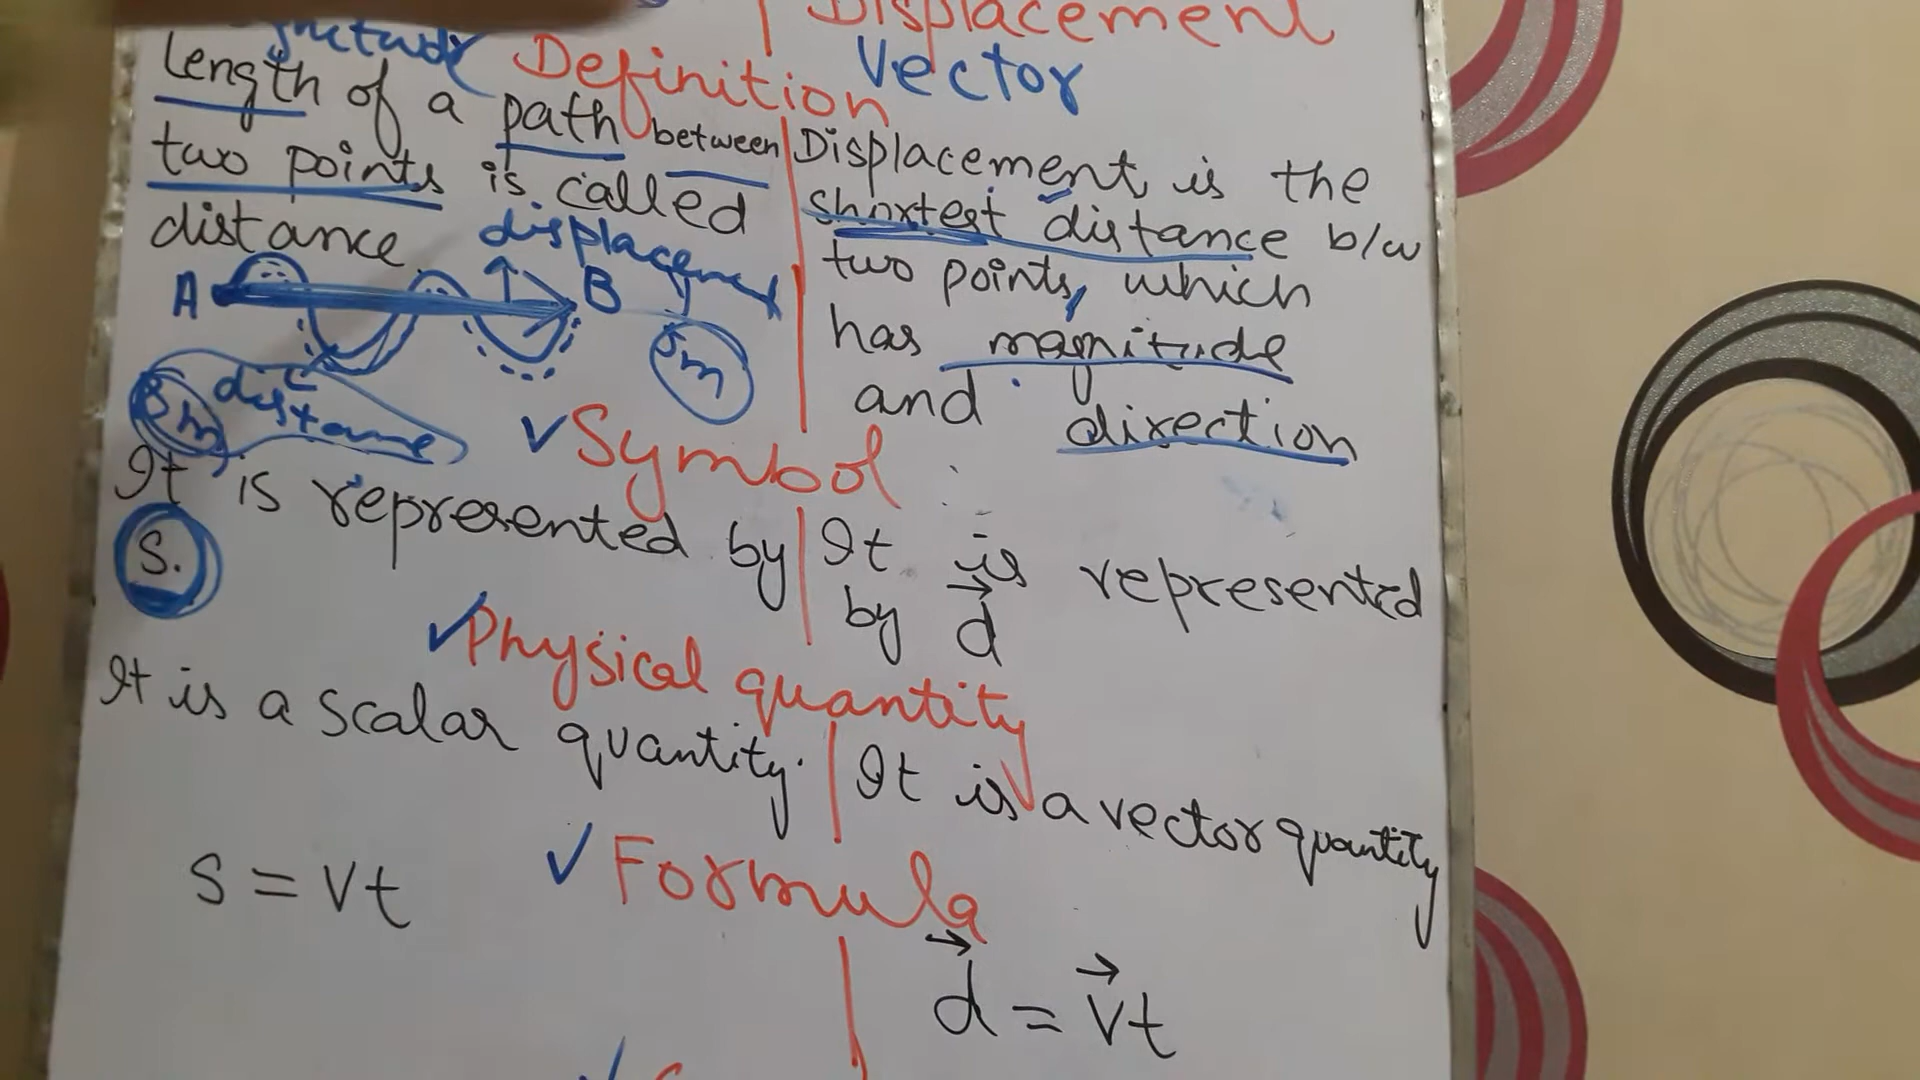 Displacement
Definition
Vector
Length of a path between
two points is called
distance.
displacement
A
B
5m
8m
distance
Displacement is the
shortest distance b/w
two points, which
has magnitude
and direction
Symbol
It is represented by
S.
It is represented
by d⃗
Physical quantity
It is a scalar quantity.
It is a vector quantity
Formula
s = vt
d⃗ = v⃗t